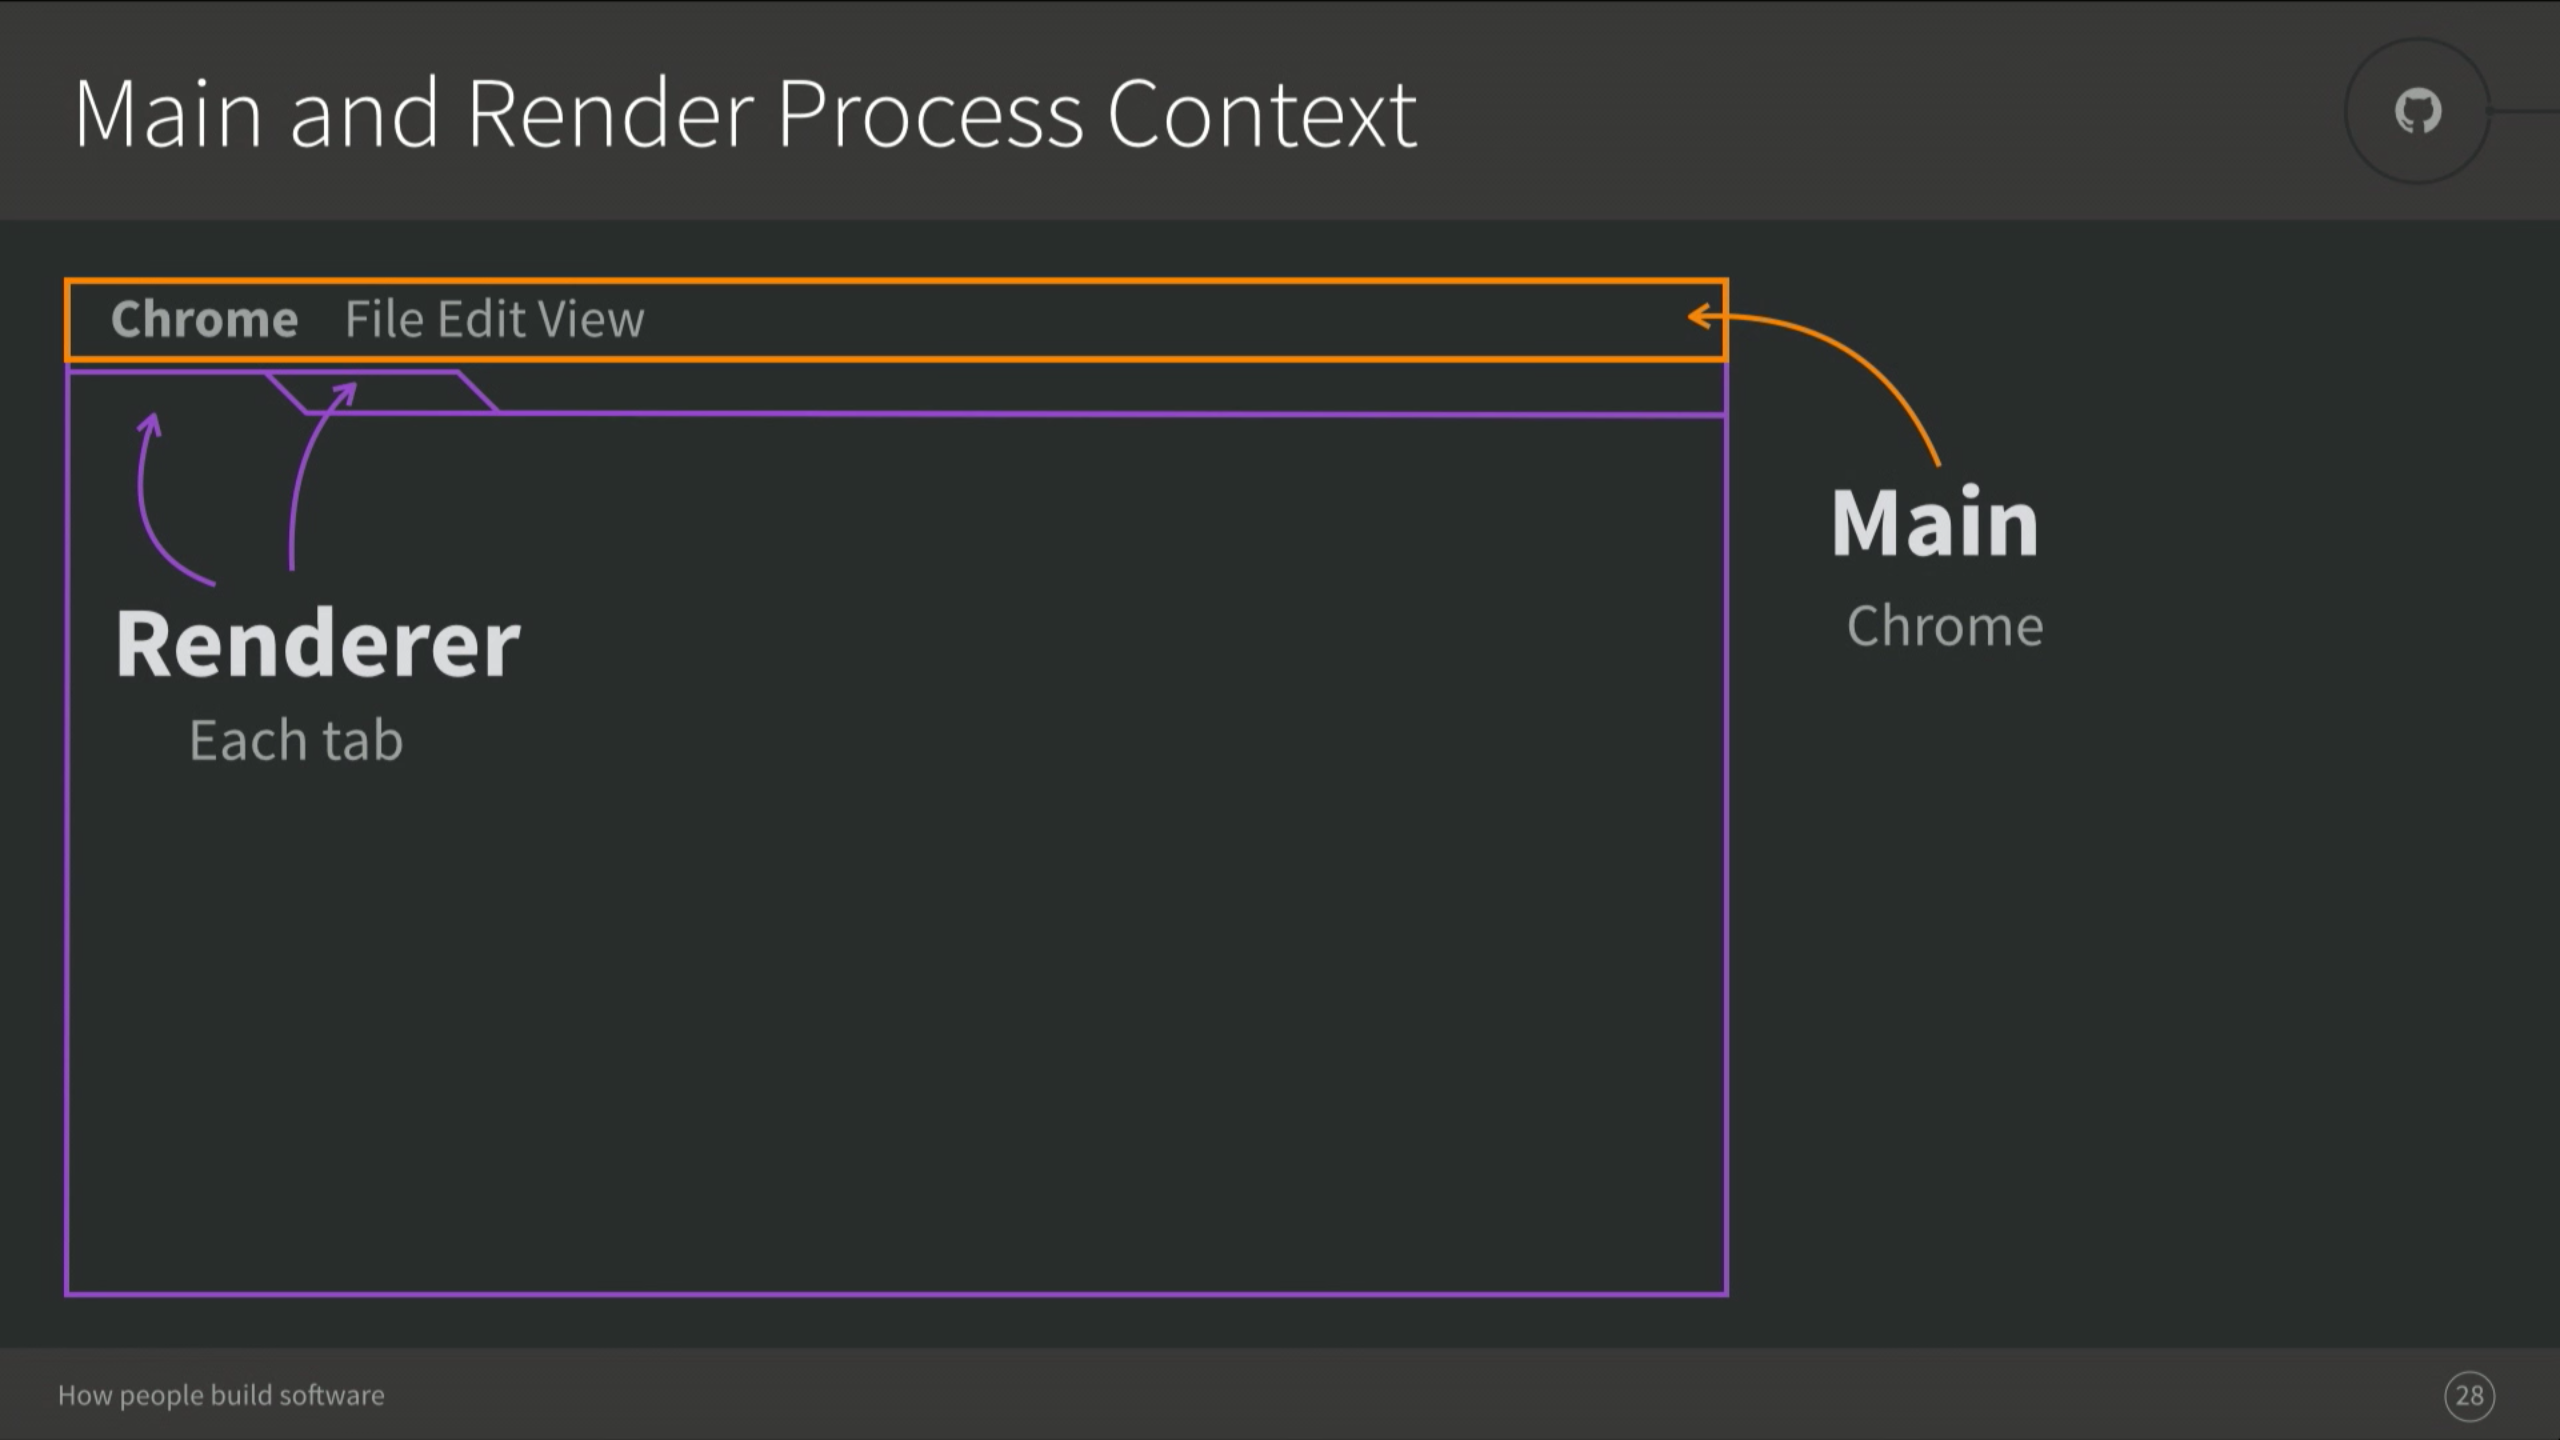 Main and Render Process Context
Chrome File Edit View
Main
Chrome
Renderer
Each tab
How people build software
28